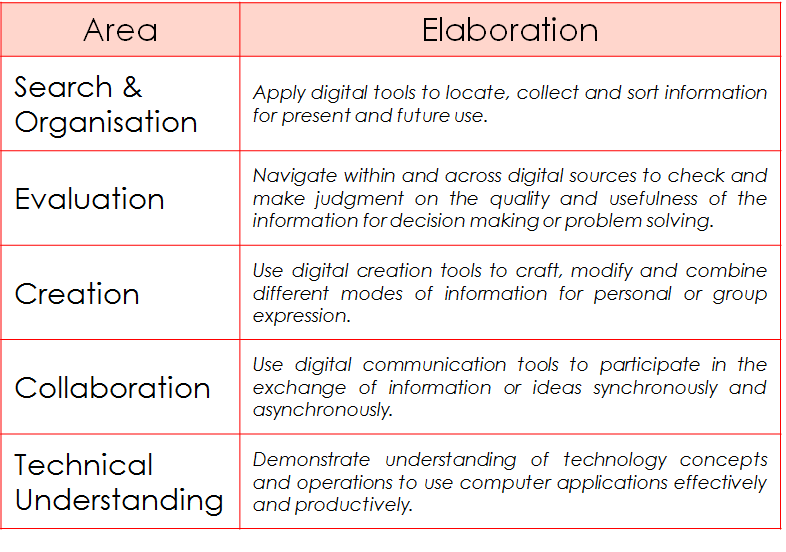 Area
Elaboration
Search &
Organisation
Apply digital tools to locate, collect and sort information
for present and future use.
Evaluation
Navigate within and across digital sources to check and
make judgment on the quality and usefulness of the
information for decision making or problem solving.
Creation
Use digital creation tools to craft, modify and combine
different modes of information for personal or group
expression.
Collaboration
Use digital communication tools to participate in the
exchange of information or ideas synchronously and
asynchronously.
Technical
Understanding
Demonstrate understanding of technology concepts
and operations to use computer applications effectively
and productively.